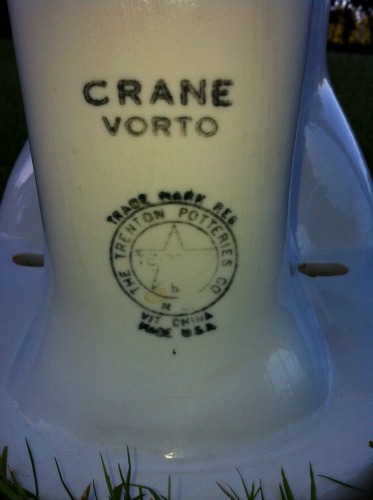 CRANE
VORTO
TRADE MARK REG
THE TRENTON POTTERIES CO
VIT CHINA
MADE U.S.A